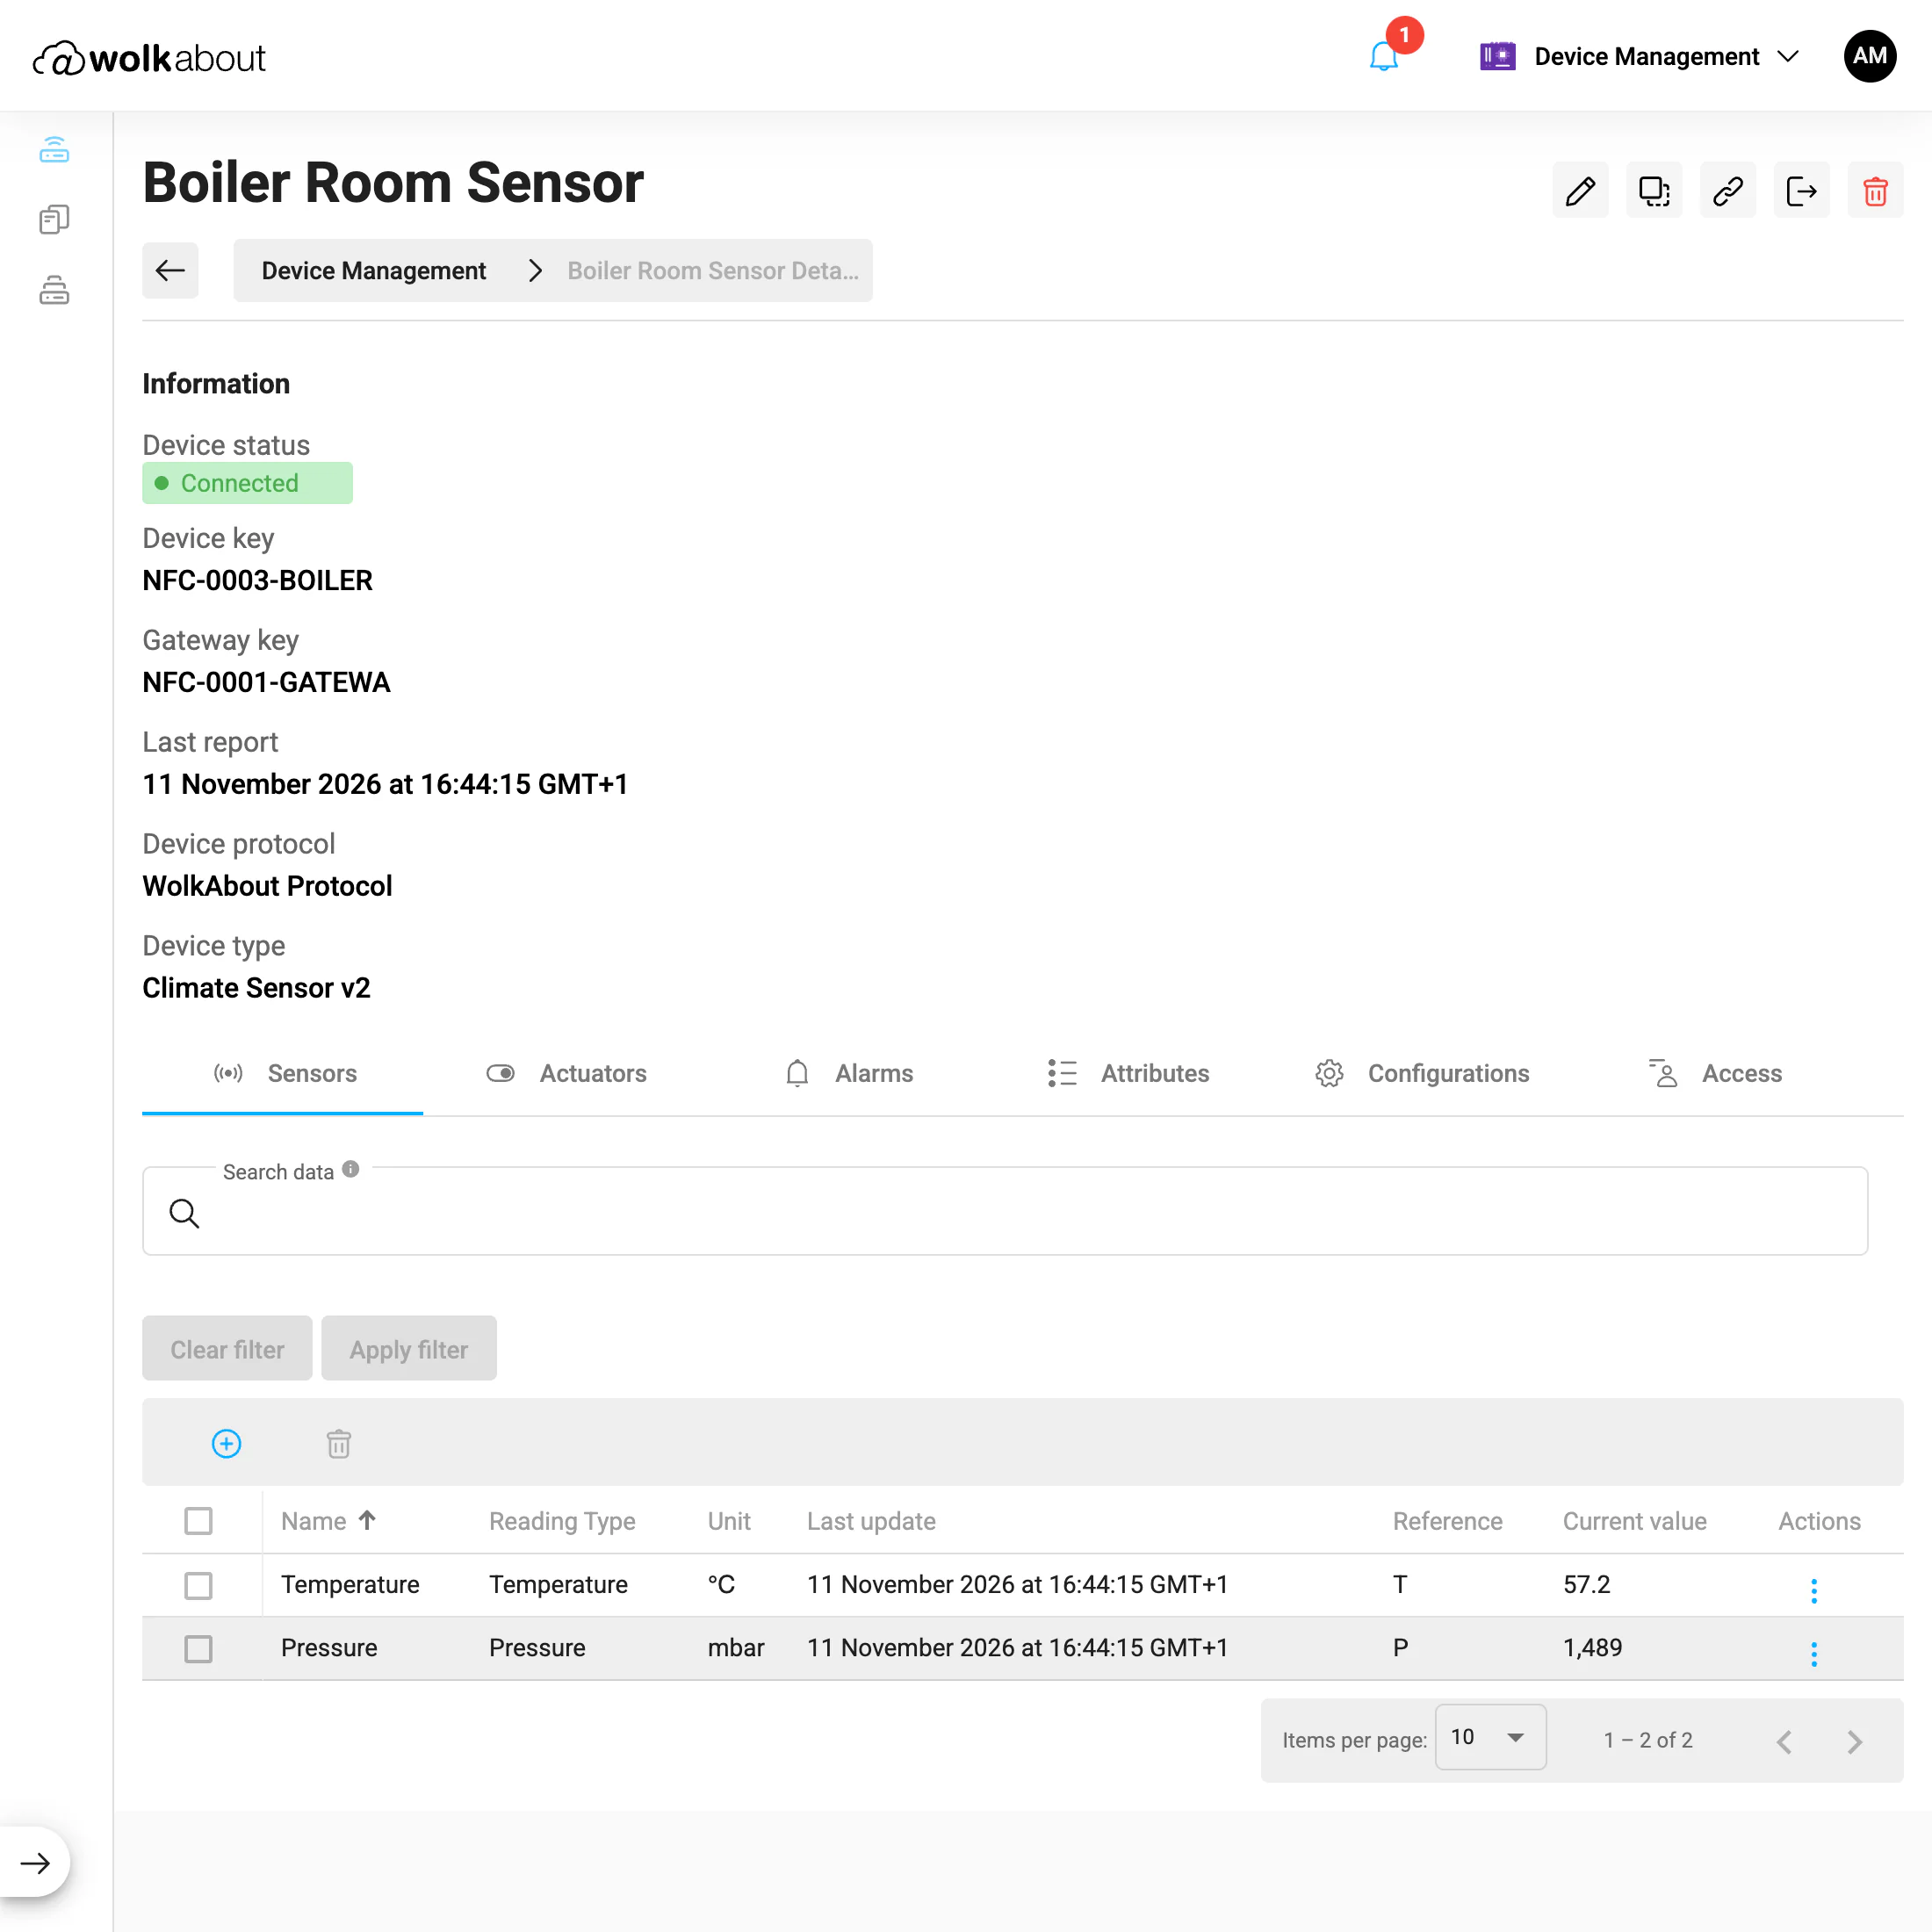 @wolkabout
1
Device Management
AM
Boiler Room Sensor
Device Management
Boiler Room Sensor Deta...
Information
Device status
Connected
Device key
NFC-0003-BOILER
Gateway key
NFC-0001-GATEWA
Last report
11 November 2026 at 16:44:15 GMT+1
Device protocol
WolkAbout Protocol
Device type
Climate Sensor v2
Sensors Actuators Alarms Attributes Configurations Access
Search data
Clear filter Apply filter
Name Reading Type Unit Last update Reference Current value Actions
Temperature Temperature °C 11 November 2026 at 16:44:15 GMT+1 T 57.2
Pressure Pressure mbar 11 November 2026 at 16:44:15 GMT+1 P 1,489
Items per page: 10 1 – 2 of 2